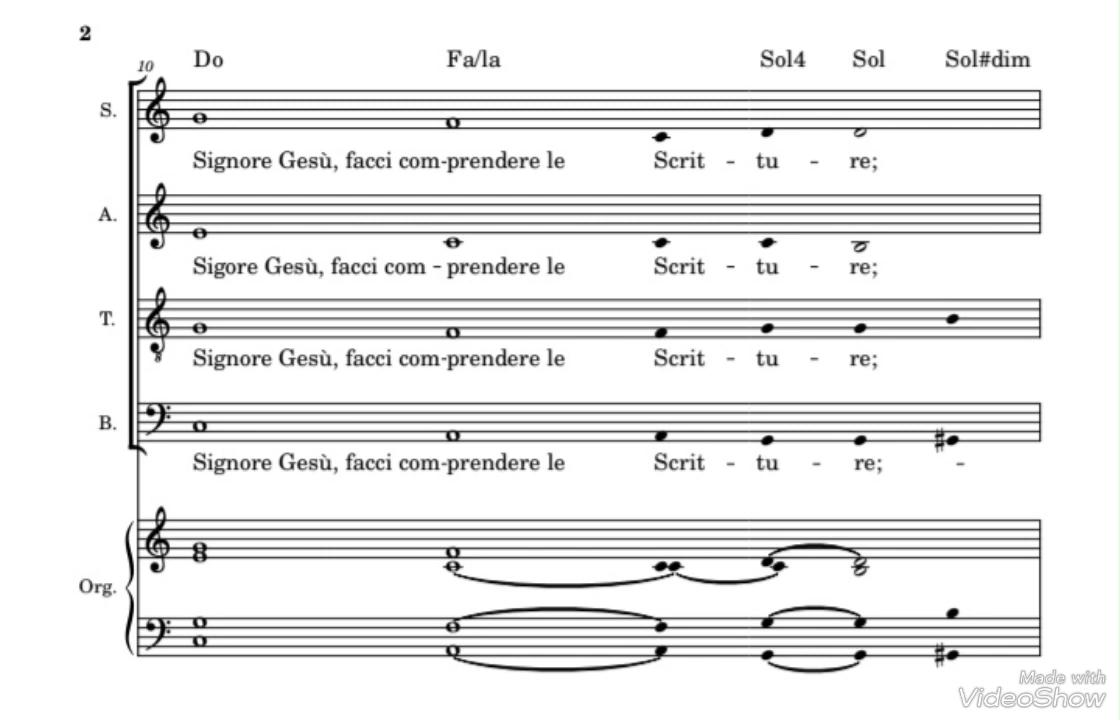 2
Do Fa/la Sol4 Sol Sol#dim
10
S.
Signore Gesù, facci com-prendere le Scrit - tu - re;
A.
Sigore Gesù, facci com - prendere le Scrit - tu - re;
T.
8
Signore Gesù, facci com-prendere le Scrit - tu - re;
B.
Signore Gesù, facci com-prendere le Scrit - tu - re; -
Org.
Made with
VideoShow